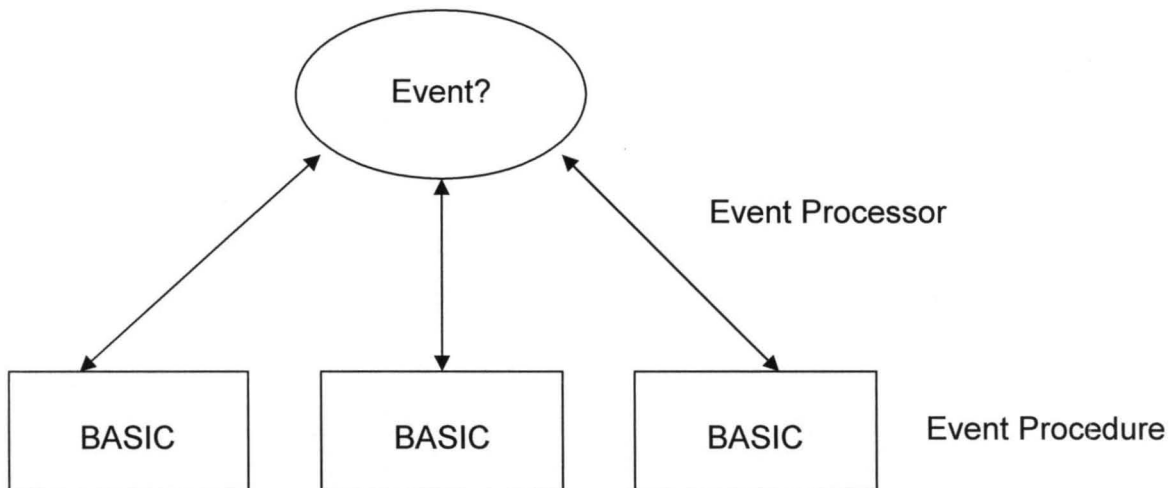 Event?
Event Processor
BASIC
BASIC
BASIC
Event Procedure